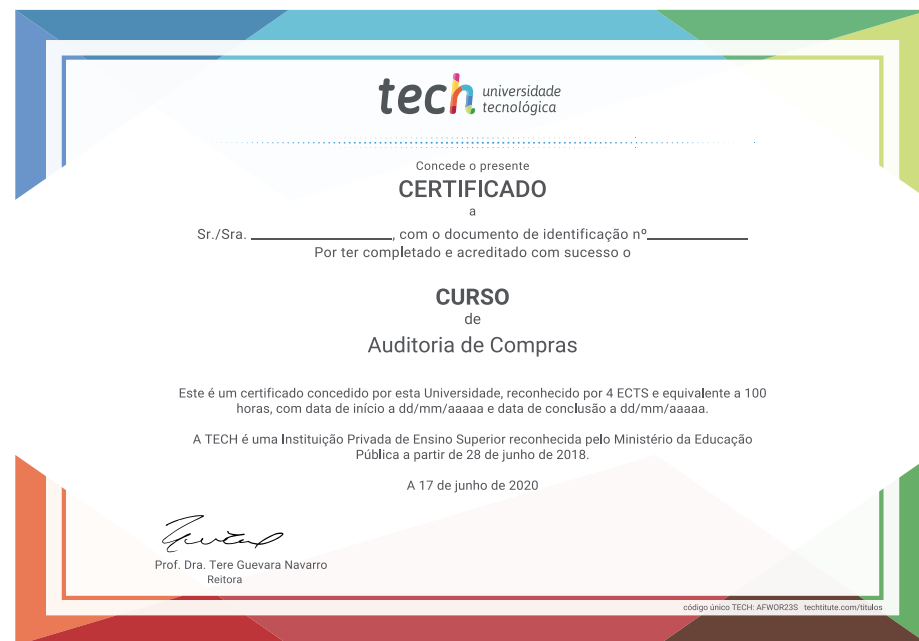 tech universidade
tecnológica
Concede o presente
CERTIFICADO
a
Sr./Sra. ____________, com o documento de identificação nº____________
Por ter completado e acreditado com sucesso o
CURSO
de
Auditoria de Compras
Este é um certificado concedido por esta Universidade, reconhecido por 4 ECTS e equivalente a 100
horas, com data de início a dd/mm/aaaaa e data de conclusão a dd/mm/aaaaa.
A TECH é uma Instituição Privada de Ensino Superior reconhecida pelo Ministério da Educação
Pública a partir de 28 de junho de 2018.
A 17 de junho de 2020
Prof. Dra. Tere Guevara Navarro
Reitora
código único TECH: AFWOR23S techtitute.com/titulos